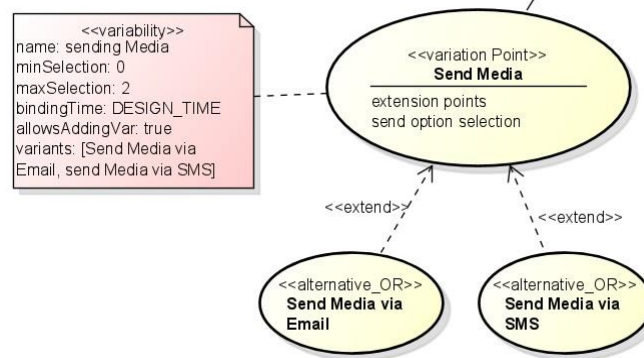 <<variability>>
name: sending Media
minSelection: 0
maxSelection: 2
bindingTime: DESIGN_TIME
allowsAddingVar: true
variants: [Send Media via
Email, send Media via SMS]
<<variation Point>>
Send Media
extension points
send option selection
<<extend>>
<<extend>>
<<alternative_OR>>
Send Media via
Email
<<alternative_OR>>
Send Media via
SMS